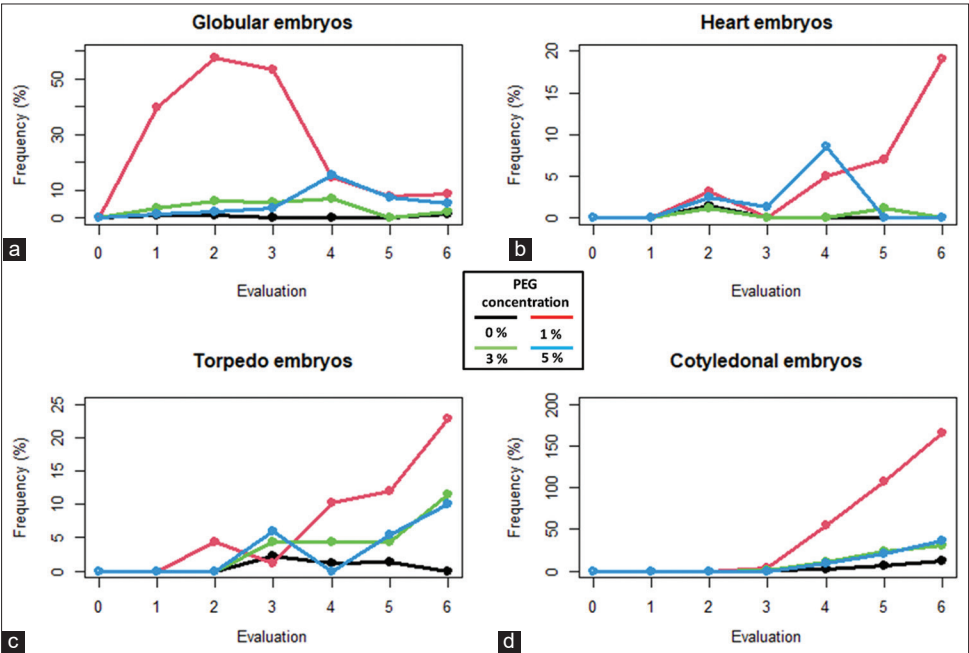 Globular embryos
Frequency (%)
50
30
10
0
0 1 2 3 4 5 6
Evaluation
a
Heart embryos
Frequency (%)
20
15
10
5
0
0 1 2 3 4 5 6
Evaluation
b
PEG
concentration
0 % 1 %
3 % 5 %
Torpedo embryos
Frequency (%)
25
20
15
10
5
0
0 1 2 3 4 5 6
Evaluation
c
Cotyledonal embryos
Frequency (%)
200
150
100
50
0
0 1 2 3 4 5 6
Evaluation
d